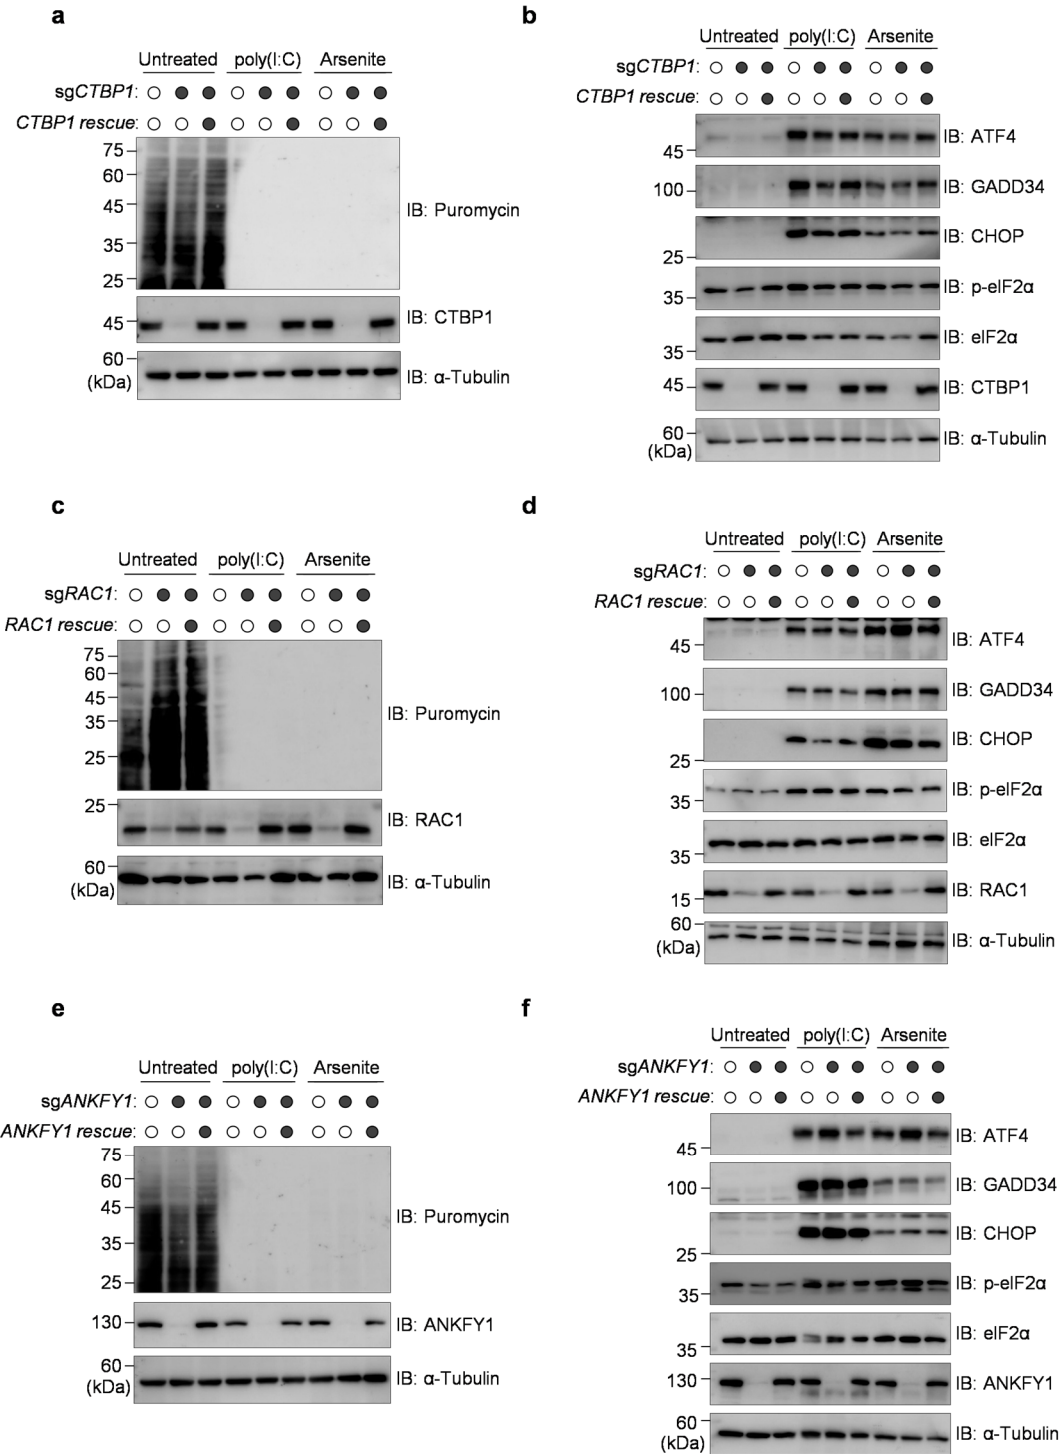 a
Untreated poly(I:C) Arsenite
sgCTBP1:
CTBP1 rescue:
75
60
45
35
25
IB: Puromycin
45
IB: CTBP1
60
(kDa)
IB: α-Tubulin
b
Untreated poly(I:C) Arsenite
sgCTBP1:
CTBP1 rescue:
45
IB: ATF4
100
IB: GADD34
25
IB: CHOP
35
IB: p-eIF2α
35
IB: eIF2α
45
IB: CTBP1
60
(kDa)
IB: α-Tubulin
c
Untreated poly(I:C) Arsenite
sgRAC1:
RAC1 rescue:
75
60
45
35
25
IB: Puromycin
25
IB: RAC1
60
(kDa)
IB: α-Tubulin
d
Untreated poly(I:C) Arsenite
sgRAC1:
RAC1 rescue:
45
IB: ATF4
100
IB: GADD34
25
IB: CHOP
35
IB: p-eIF2α
35
IB: eIF2α
15
IB: RAC1
60
(kDa)
IB: α-Tubulin
e
Untreated poly(I:C) Arsenite
sgANKFY1:
ANKFY1 rescue:
75
60
45
35
25
IB: Puromycin
130
IB: ANKFY1
60
(kDa)
IB: α-Tubulin
f
Untreated poly(I:C) Arsenite
sgANKFY1:
ANKFY1 rescue:
45
IB: ATF4
100
IB: GADD34
25
IB: CHOP
35
IB: p-eIF2α
35
IB: eIF2α
130
IB: ANKFY1
60
(kDa)
IB: α-Tubulin